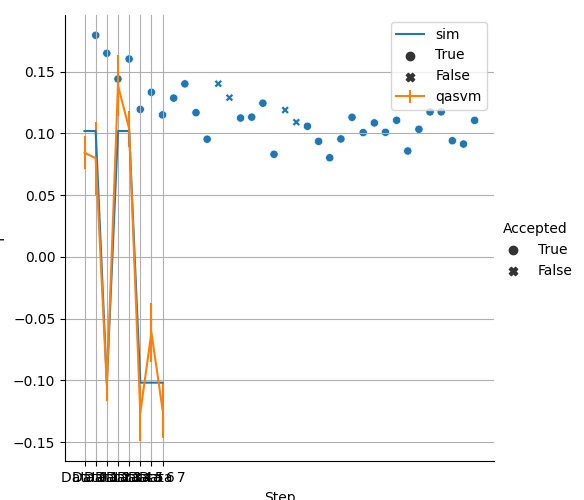 sim
True
False
qasvm
0.15
0.10
0.05
0.00
−0.05
−0.10
−0.15
Accepted
True
False
7
Step